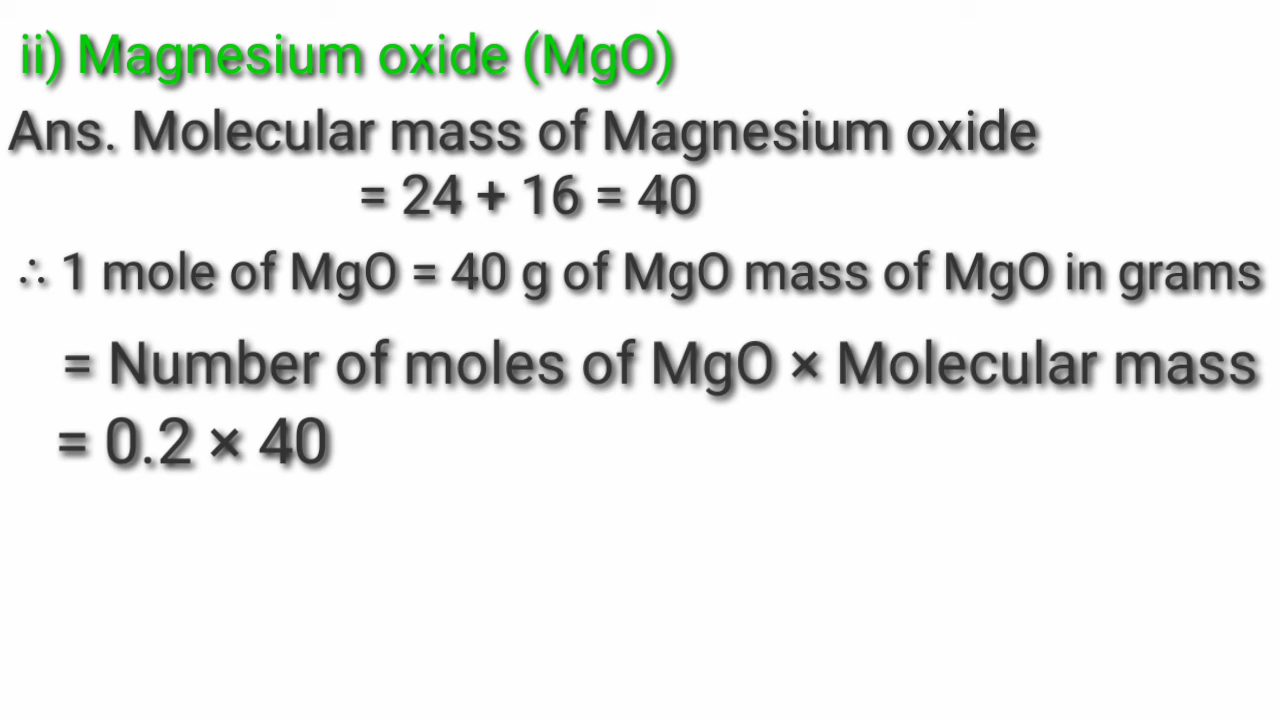 ii) Magnesium oxide (MgO)
Ans. Molecular mass of Magnesium oxide
= 24 + 16 = 40
∴ 1 mole of MgO = 40 g of MgO mass of MgO in grams
= Number of moles of MgO × Molecular mass
= 0.2 × 40